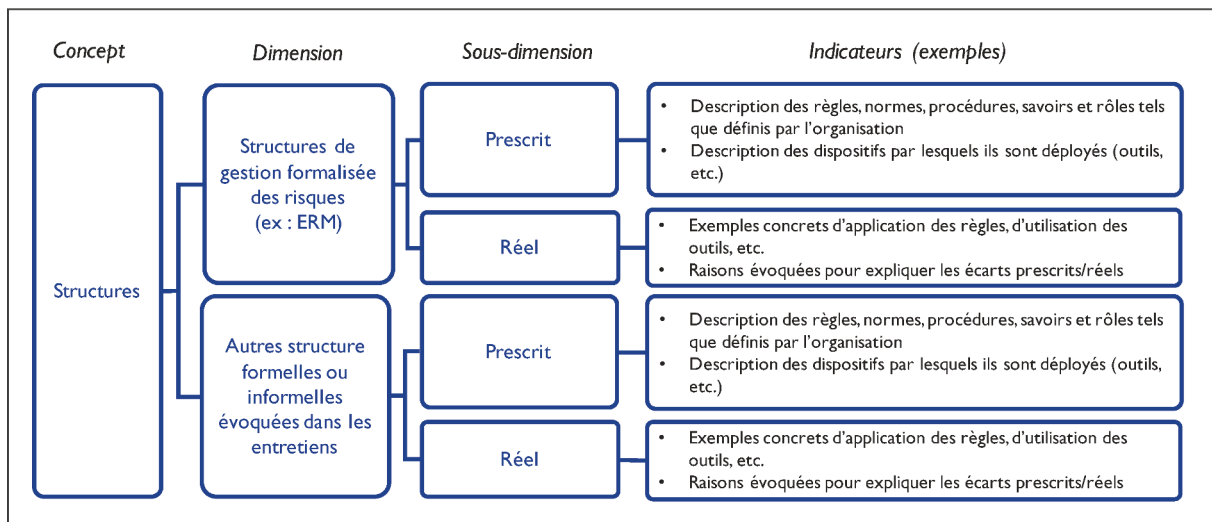 Concept
Dimension
Sous-dimension
Indicateurs (exemples)
Structures
Structures de
gestion formalisée
des risques
(ex : ERM)
Prescrit
• Description des règles, normes, procédures, savoirs et rôles tels
que définis par l'organisation
• Description des dispositifs par lesquels ils sont déployés (outils,
etc.)
Réel
• Exemples concrets d'application des règles, d'utilisation des
outils, etc.
• Raisons évoquées pour expliquer les écarts prescrits/réels
Autres structure
formelles ou
informelles
évoquées dans les
entretiens
Prescrit
• Description des règles, normes, procédures, savoirs et rôles tels
que définis par l'organisation
• Description des dispositifs par lesquels ils sont déployés (outils,
etc.)
Réel
• Exemples concrets d'application des règles, d'utilisation des
outils, etc.
• Raisons évoquées pour expliquer les écarts prescrits/réels